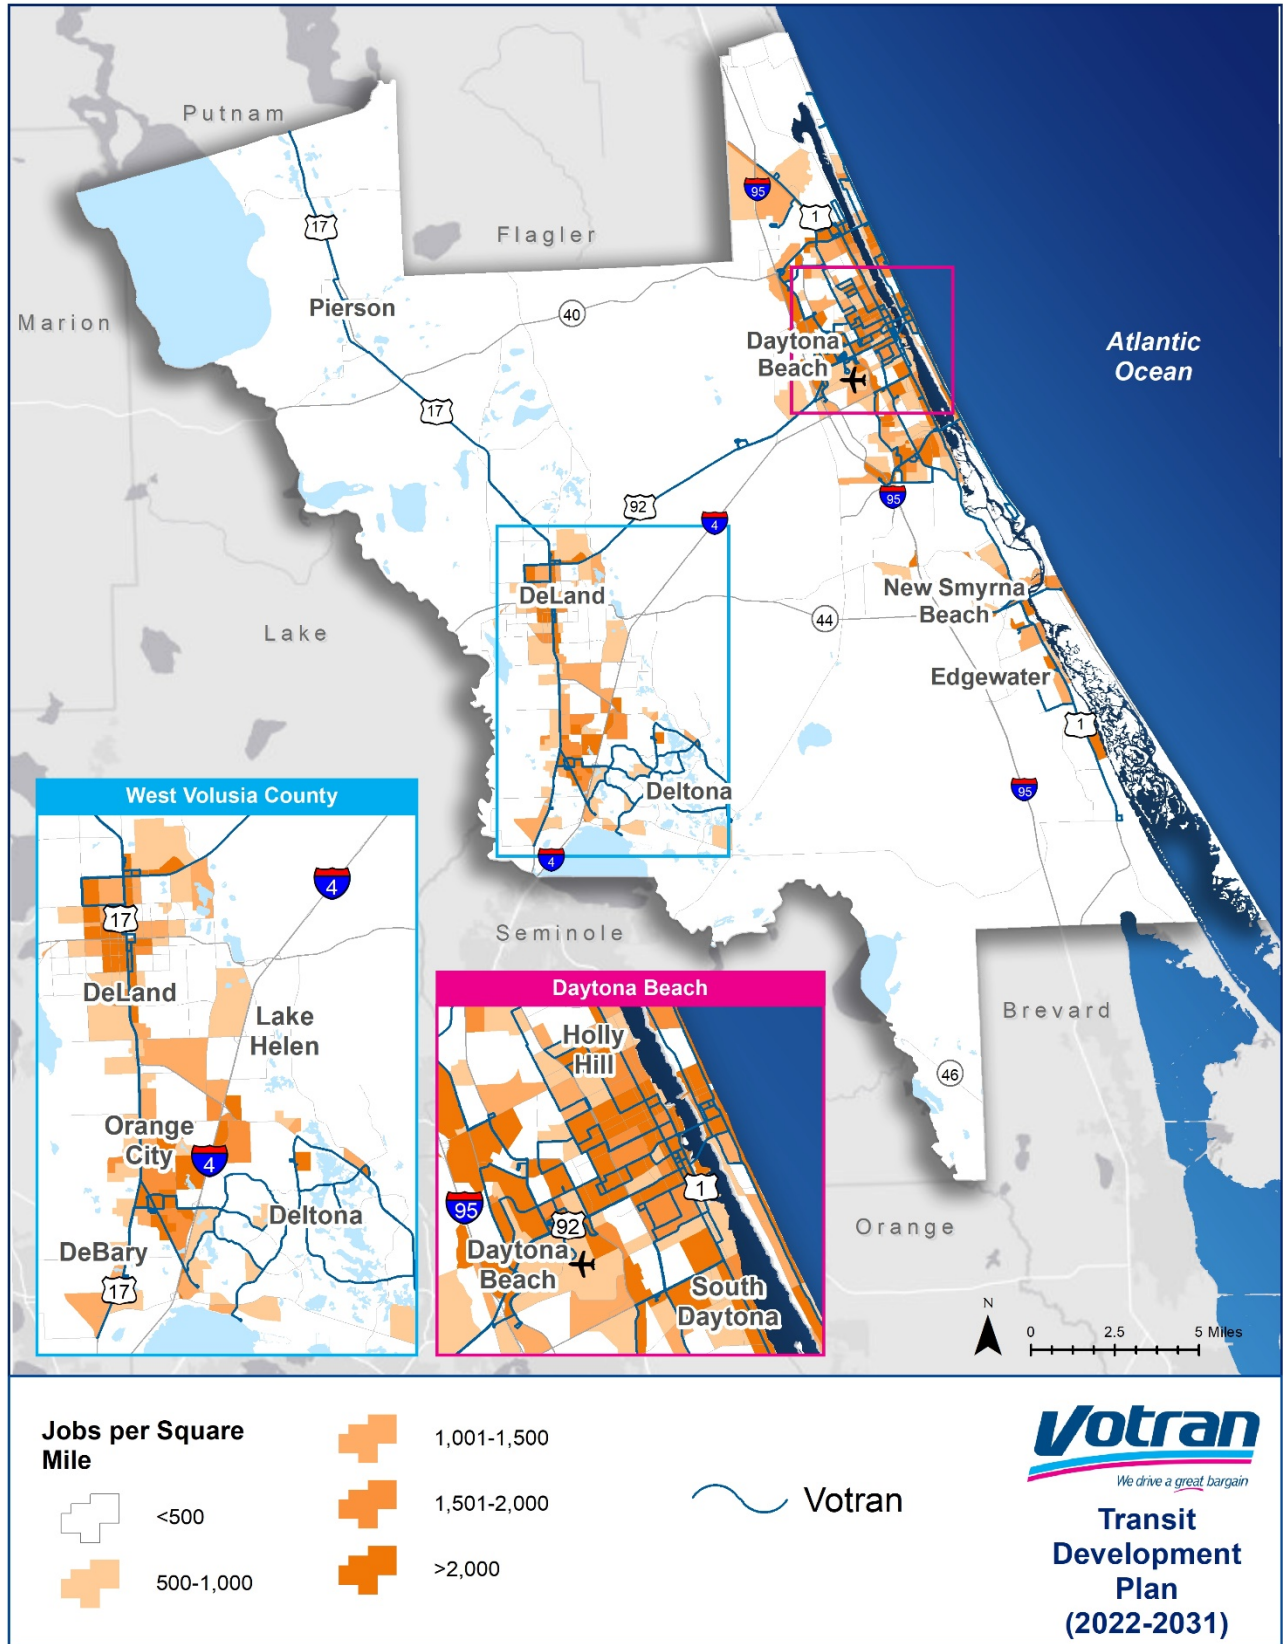 Putnam
95
1
17
Flagler
Pierson
Marion
40
Daytona
Beach
Atlantic
Ocean
17
92
95
4
DeLand
New Smyrna
Beach
44
Lake
Edgewater
1
Deltona
95
4
West Volusia County
4
17
DeLand
Lake
Helen
Orange
City
4
Deltona
DeBary
17
Seminole
Daytona Beach
Holly
Hill
1
95
92
Daytona
Beach
South
Daytona
Brevard
46
Orange
N
0 2.5 5 Miles
Jobs per Square
Mile
<500
500-1,000
1,001-1,500
1,501-2,000
>2,000
Votran
Votran
We drive a great bargain
Transit
Development
Plan
(2022-2031)